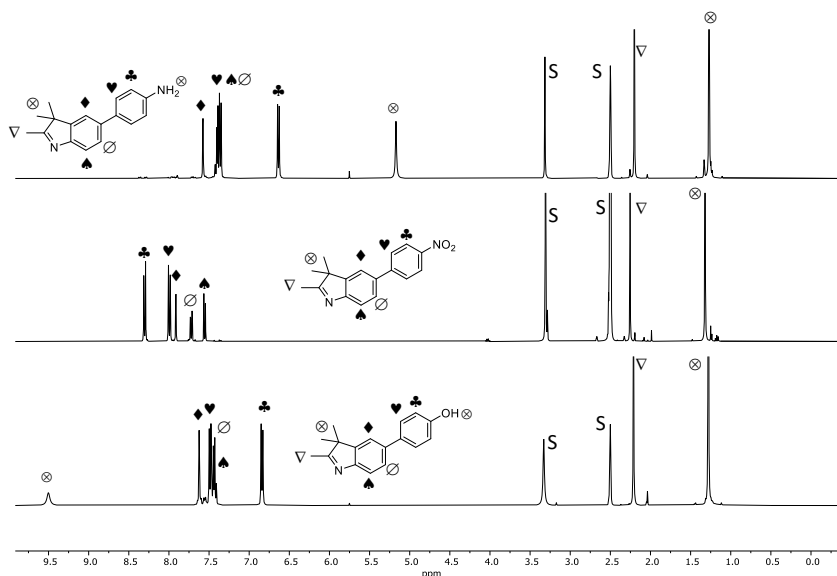 ⊗
S S ∇
♥ ♠∅ ♣
♣ NH₂⊗
♥
⊗ ♦
♦ ⊗
∇
N ∅
♠
♣ ♥ ⊗
S S ∇
♣
♥ NO₂
♦ ♠ ⊗ ♦
∅
∇
N ∅
♠
∇ ⊗
♦ ♥ ♣ ♣
♥ OH⊗
∅ ⊗ ♦ S S
♠
∇
N ∅
⊗ ♠
9.5 9.0 8.5 8.0 7.5 7.0 6.5 6.0 5.5 5.0 4.5 4.0 3.5 3.0 2.5 2.0 1.5 1.0 0.5 0.0
ppm